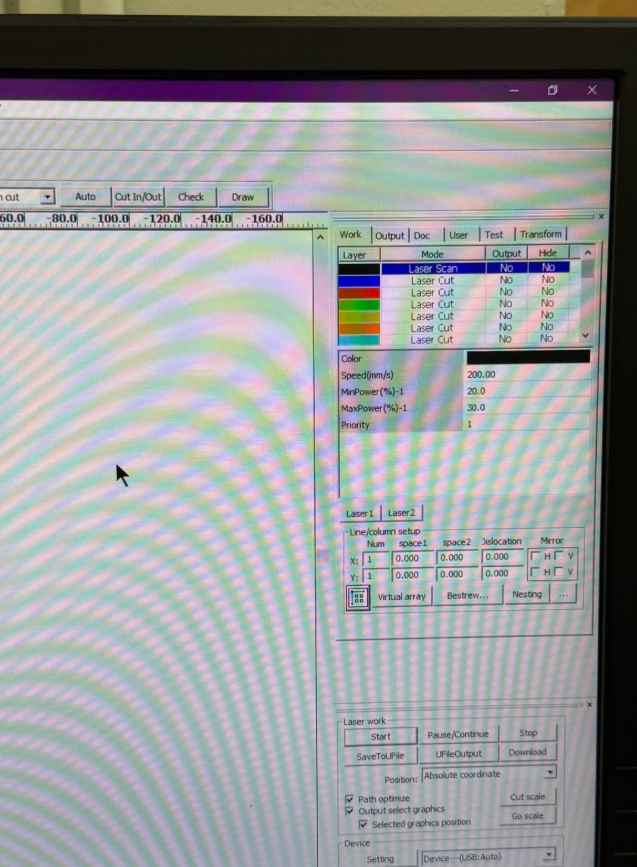 cut Auto Cut In/Out Check Draw
60.0 -80.0 -100.0 -120.0 -140.0 -160.0
Work Output Doc User Test Transform
Layer Mode Output Hide
Laser Scan No No
Laser Cut No No
Laser Cut No No
Laser Cut No No
Laser Cut No No
Laser Cut No No
Laser Cut No No
Color
Speed(mm/s) 200.00
MinPower(%)-1 20.0
MaxPower(%)-1 30.0
Priority 1
Laser1 Laser2
Line/column setup
Num space1 space2 Dislocation Mirror
X: 1 0.000 0.000 0.000 H V
Y: 1 0.000 0.000 0.000 H V
Virtual array Bestrew... Nesting ...
Laser work
Start Pause/Continue Stop
SaveToUFile UFileOutput Download
Position: Absolute coordinate
Path optimize Cut scale
Output select graphics Go scale
Selected graphics position
Device
Setting Device---(USB:Auto)